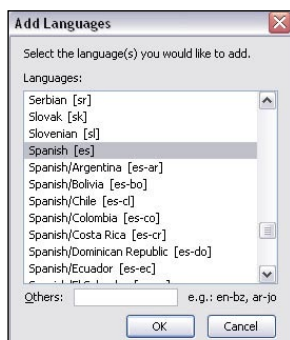 Add Languages
Select the language(s) you would like to add.
Languages:
Serbian [sr]
Slovak [sk]
Slovenian [sl]
Spanish [es]
Spanish/Argentina [es-ar]
Spanish/Bolivia [es-bo]
Spanish/Chile [es-cl]
Spanish/Colombia [es-co]
Spanish/Costa Rica [es-cr]
Spanish/Dominican Republic [es-do]
Spanish/Ecuador [es-ec]
Others: e.g.: en-bz, ar-jo
OK Cancel